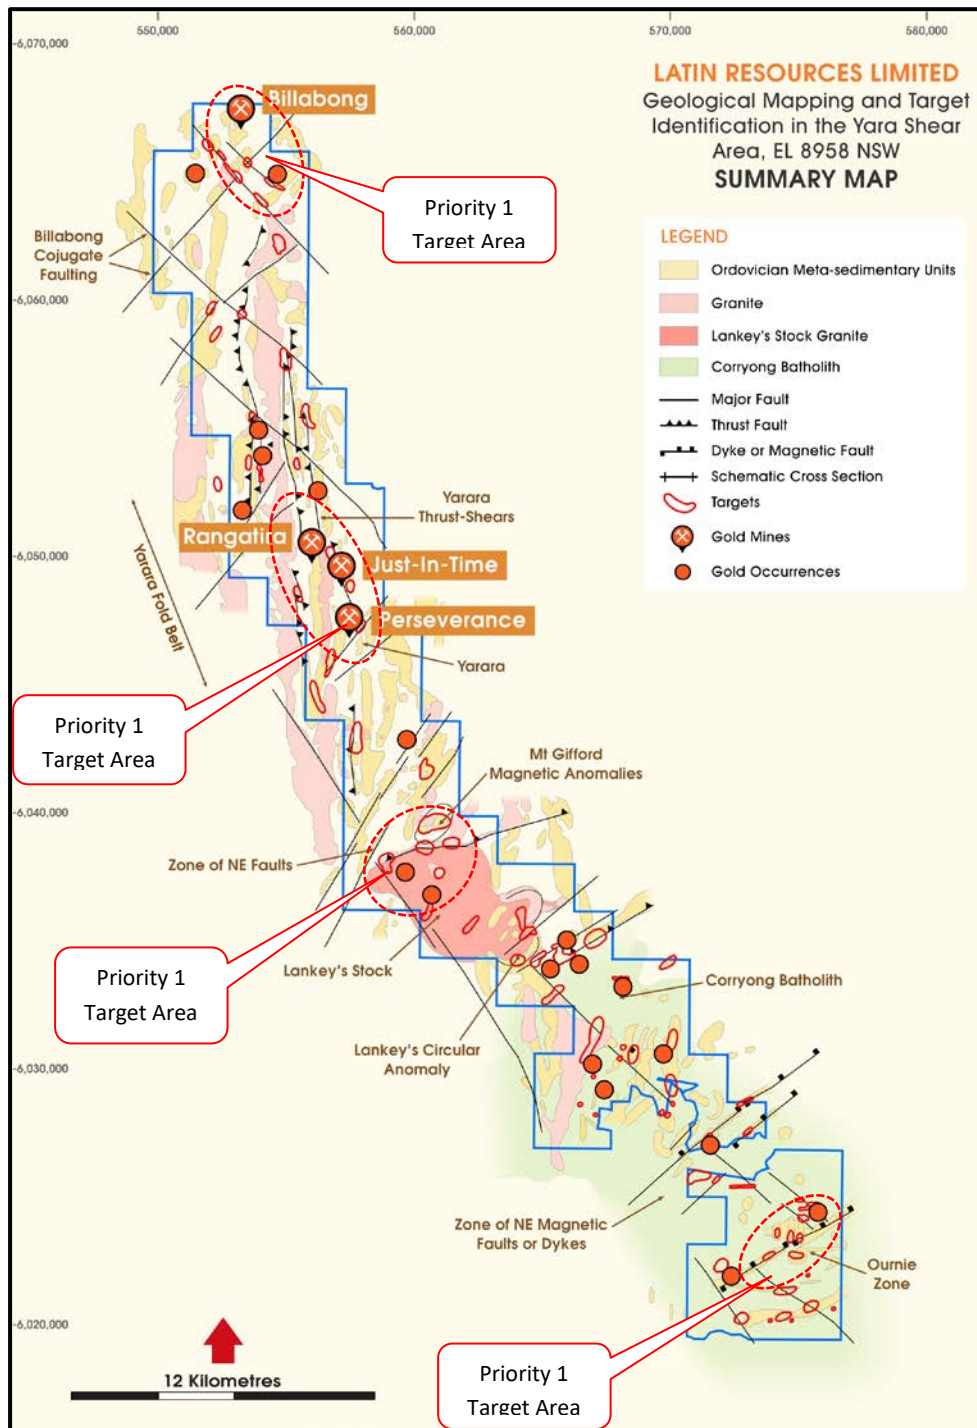 550,000
560,000
570,000
580,000
-6,070,000
LATIN RESOURCES LIMITED
Geological Mapping and Target
Identification in the Yara Shear
Area, EL 8958 NSW
SUMMARY MAP
Billabong
Priority 1
Target Area
LEGEND
Ordovician Meta-sedimentary Units
Granite
Lankey's Stock Granite
Corryong Batholith
Major Fault
Thrust Fault
Dyke or Magnetic Fault
Schematic Cross Section
Targets
Gold Mines
Gold Occurrences
Billabong
Cojugate
Faulting
-6,060,000
Yarara
Thrust-Shears
Rangatira
-6,050,000
Just-In-Time
Yarara Fold Belt
Perseverance
Yarara
Priority 1
Target Area
Mt Gifford
Magnetic Anomalies
-6,040,000
Zone of NE Faults
Priority 1
Target Area
Lankey's Stock
Corryong Batholith
Lankey's Circular
Anomaly
-6,030,000
Zone of NE Magnetic
Faults or Dykes
Ournie
Zone
-6,020,000
12 Kilometres
Priority 1
Target Area